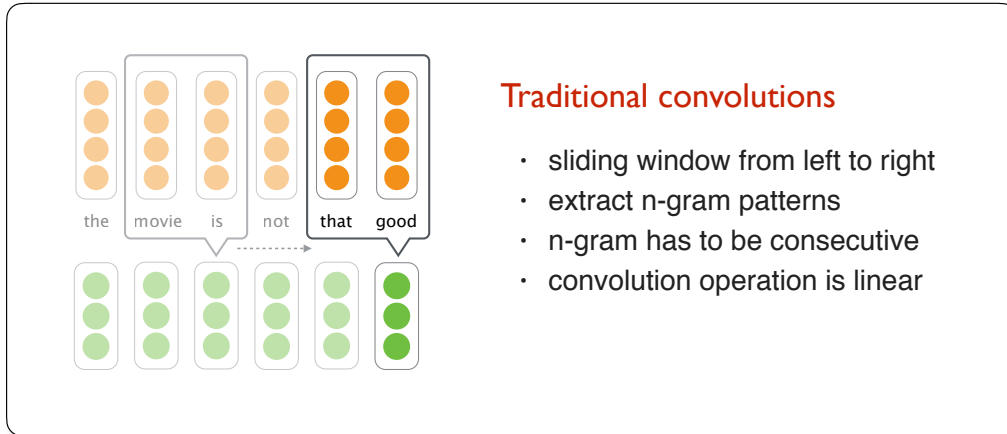 the movie is not that good
Traditional convolutions
· sliding window from left to right
· extract n-gram patterns
· n-gram has to be consecutive
· convolution operation is linear